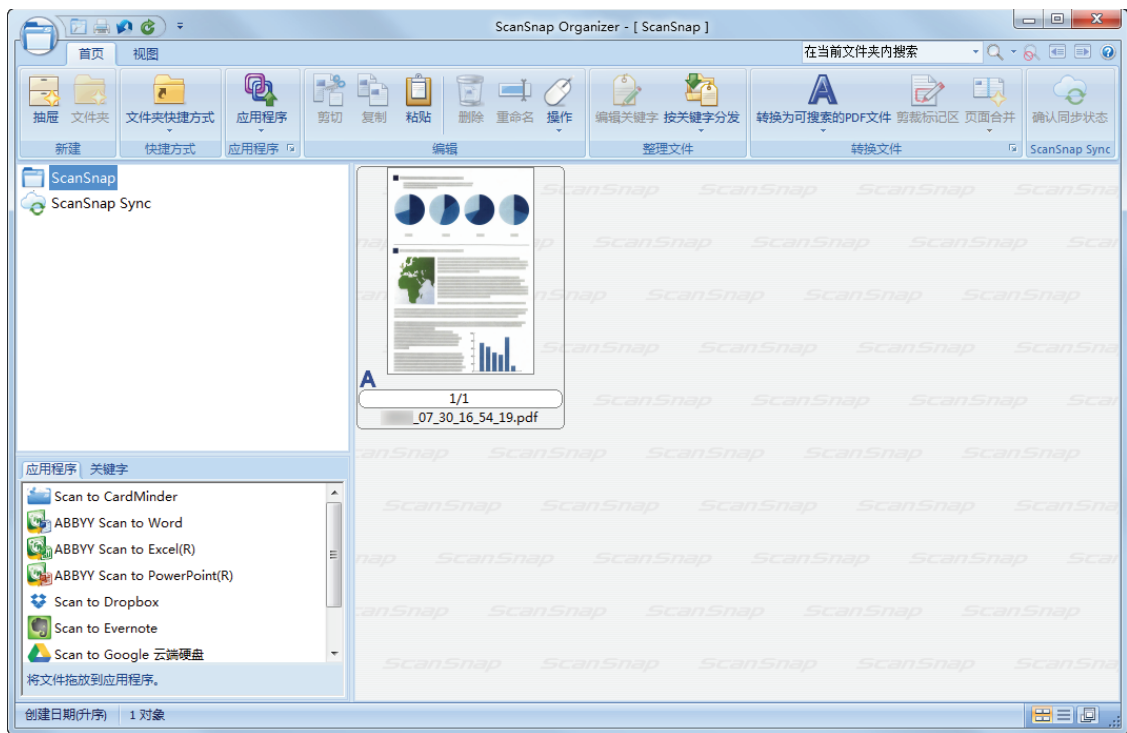 ScanSnap Organizer - [ ScanSnap ]
首页 视图 在当前文件夹内搜索
抽屉 文件夹 文件夹快捷方式 应用程序 剪切 复制 粘贴 删除 重命名 操作 编辑关键字 按关键字分发 转换为可搜索的PDF文件 剪裁标记区 页面合并 确认同步状态
新建 快捷方式 应用程序 编辑 整理文件 转换文件 ScanSnap Sync
ScanSnap
ScanSnap Sync
A
1/1
_07_30_16_54_19.pdf
应用程序 关键字
Scan to CardMinder
ABBYY Scan to Word
ABBYY Scan to Excel(R)
ABBYY Scan to PowerPoint(R)
Scan to Dropbox
Scan to Evernote
Scan to Google 云端硬盘
将文件拖放到应用程序。
创建日期(升序) 1 对象